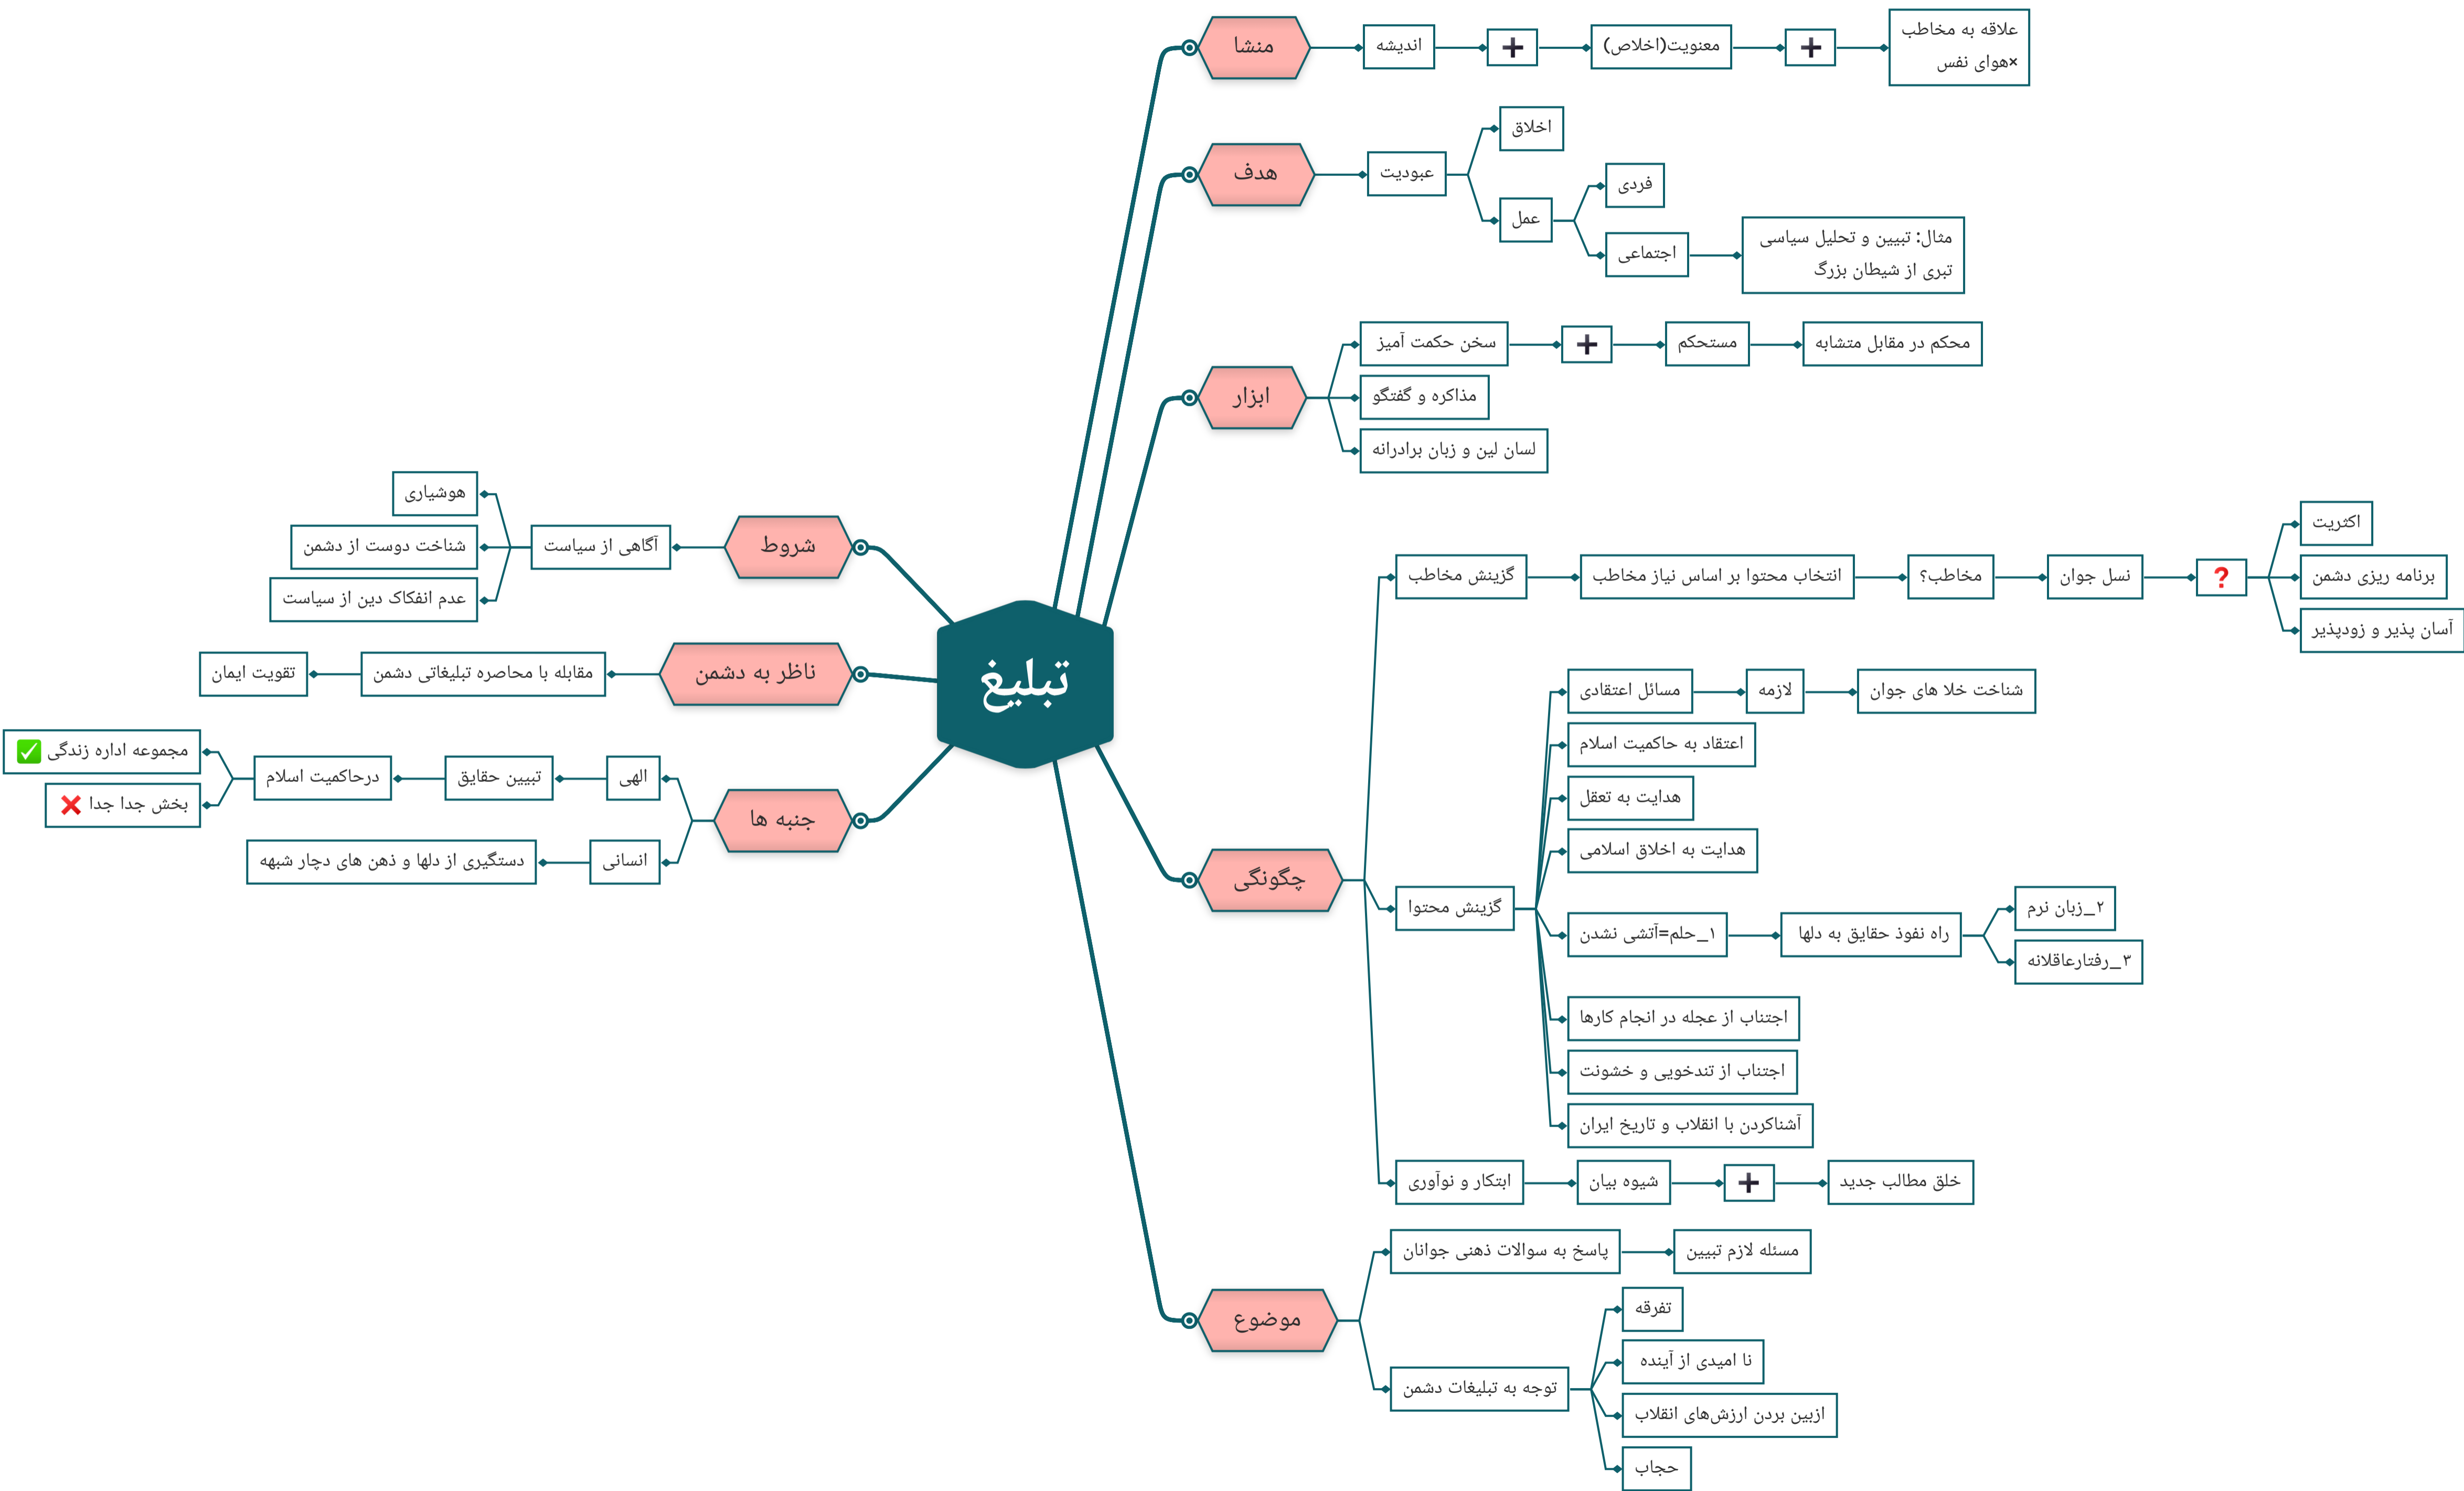 تبلیغ
منشا
اندیشه
➕
معنویت(اخلاص)
➕
علاقه به مخاطب
×هوای نفس
هدف
عبودیت
اخلاق
عمل
فردی
اجتماعی
مثال: تبیین و تحلیل سیاسی
تبری از شیطان بزرگ
ابزار
سخن حکمت آمیز
➕
مستحکم
محکم در مقابل متشابه
مذاکره و گفتگو
لسان لین و زبان برادرانه
چگونگی
گزینش مخاطب
انتخاب محتوا بر اساس نیاز مخاطب
مخاطب؟
نسل جوان
❓
اکثریت
برنامه ریزی دشمن
آسان پذیر و زودپذیر
گزینش محتوا
مسائل اعتقادی
لازمه
شناخت خلا های جوان
اعتقاد به حاکمیت اسلام
هدایت به تعقل
هدایت به اخلاق اسلامی
۱_حلم=آتشی نشدن
راه نفوذ حقایق به دلها
۲_زبان نرم
۳_رفتارعاقلانه
اجتناب از عجله در انجام کارها
اجتناب از تندخویی و خشونت
آشناکردن با انقلاب و تاریخ ایران
ابتکار و نوآوری
شیوه بیان
➕
خلق مطالب جدید
موضوع
پاسخ به سوالات ذهنی جوانان
مسئله لازم تبیین
توجه به تبلیغات دشمن
تفرقه
نا امیدی از آینده
ازبین بردن ارزش‌های انقلاب
حجاب
شروط
آگاهی از سیاست
هوشیاری
شناخت دوست از دشمن
عدم انفکاک دین از سیاست
ناظر به دشمن
مقابله با محاصره تبلیغاتی دشمن
تقویت ایمان
جنبه ها
الهی
تبیین حقایق
درحاکمیت اسلام
مجموعه اداره زندگی ✅
بخش جدا جدا ❌
انسانی
دستگیری از دلها و ذهن های دچار شبهه